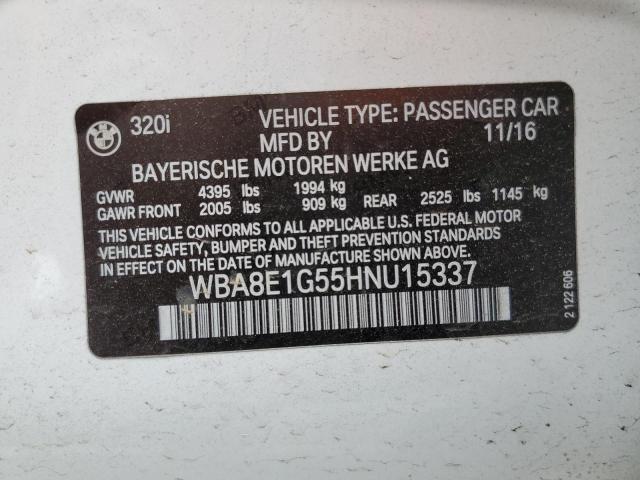 320i VEHICLE TYPE: PASSENGER CAR
MFD BY 11/16
BAYERISCHE MOTOREN WERKE AG
GVWR 4395 lbs 1994 kg
GAWR FRONT 2005 lbs 909 kg REAR 2525 lbs 1145 kg
THIS VEHICLE CONFORMS TO ALL APPLICABLE U.S. FEDERAL MOTOR
VEHICLE SAFETY, BUMPER AND THEFT PREVENTION STANDARDS
IN EFFECT ON THE DATE OF MANUFACTURE SHOWN ABOVE.
WBA8E1G55HNU15337
2 122 606